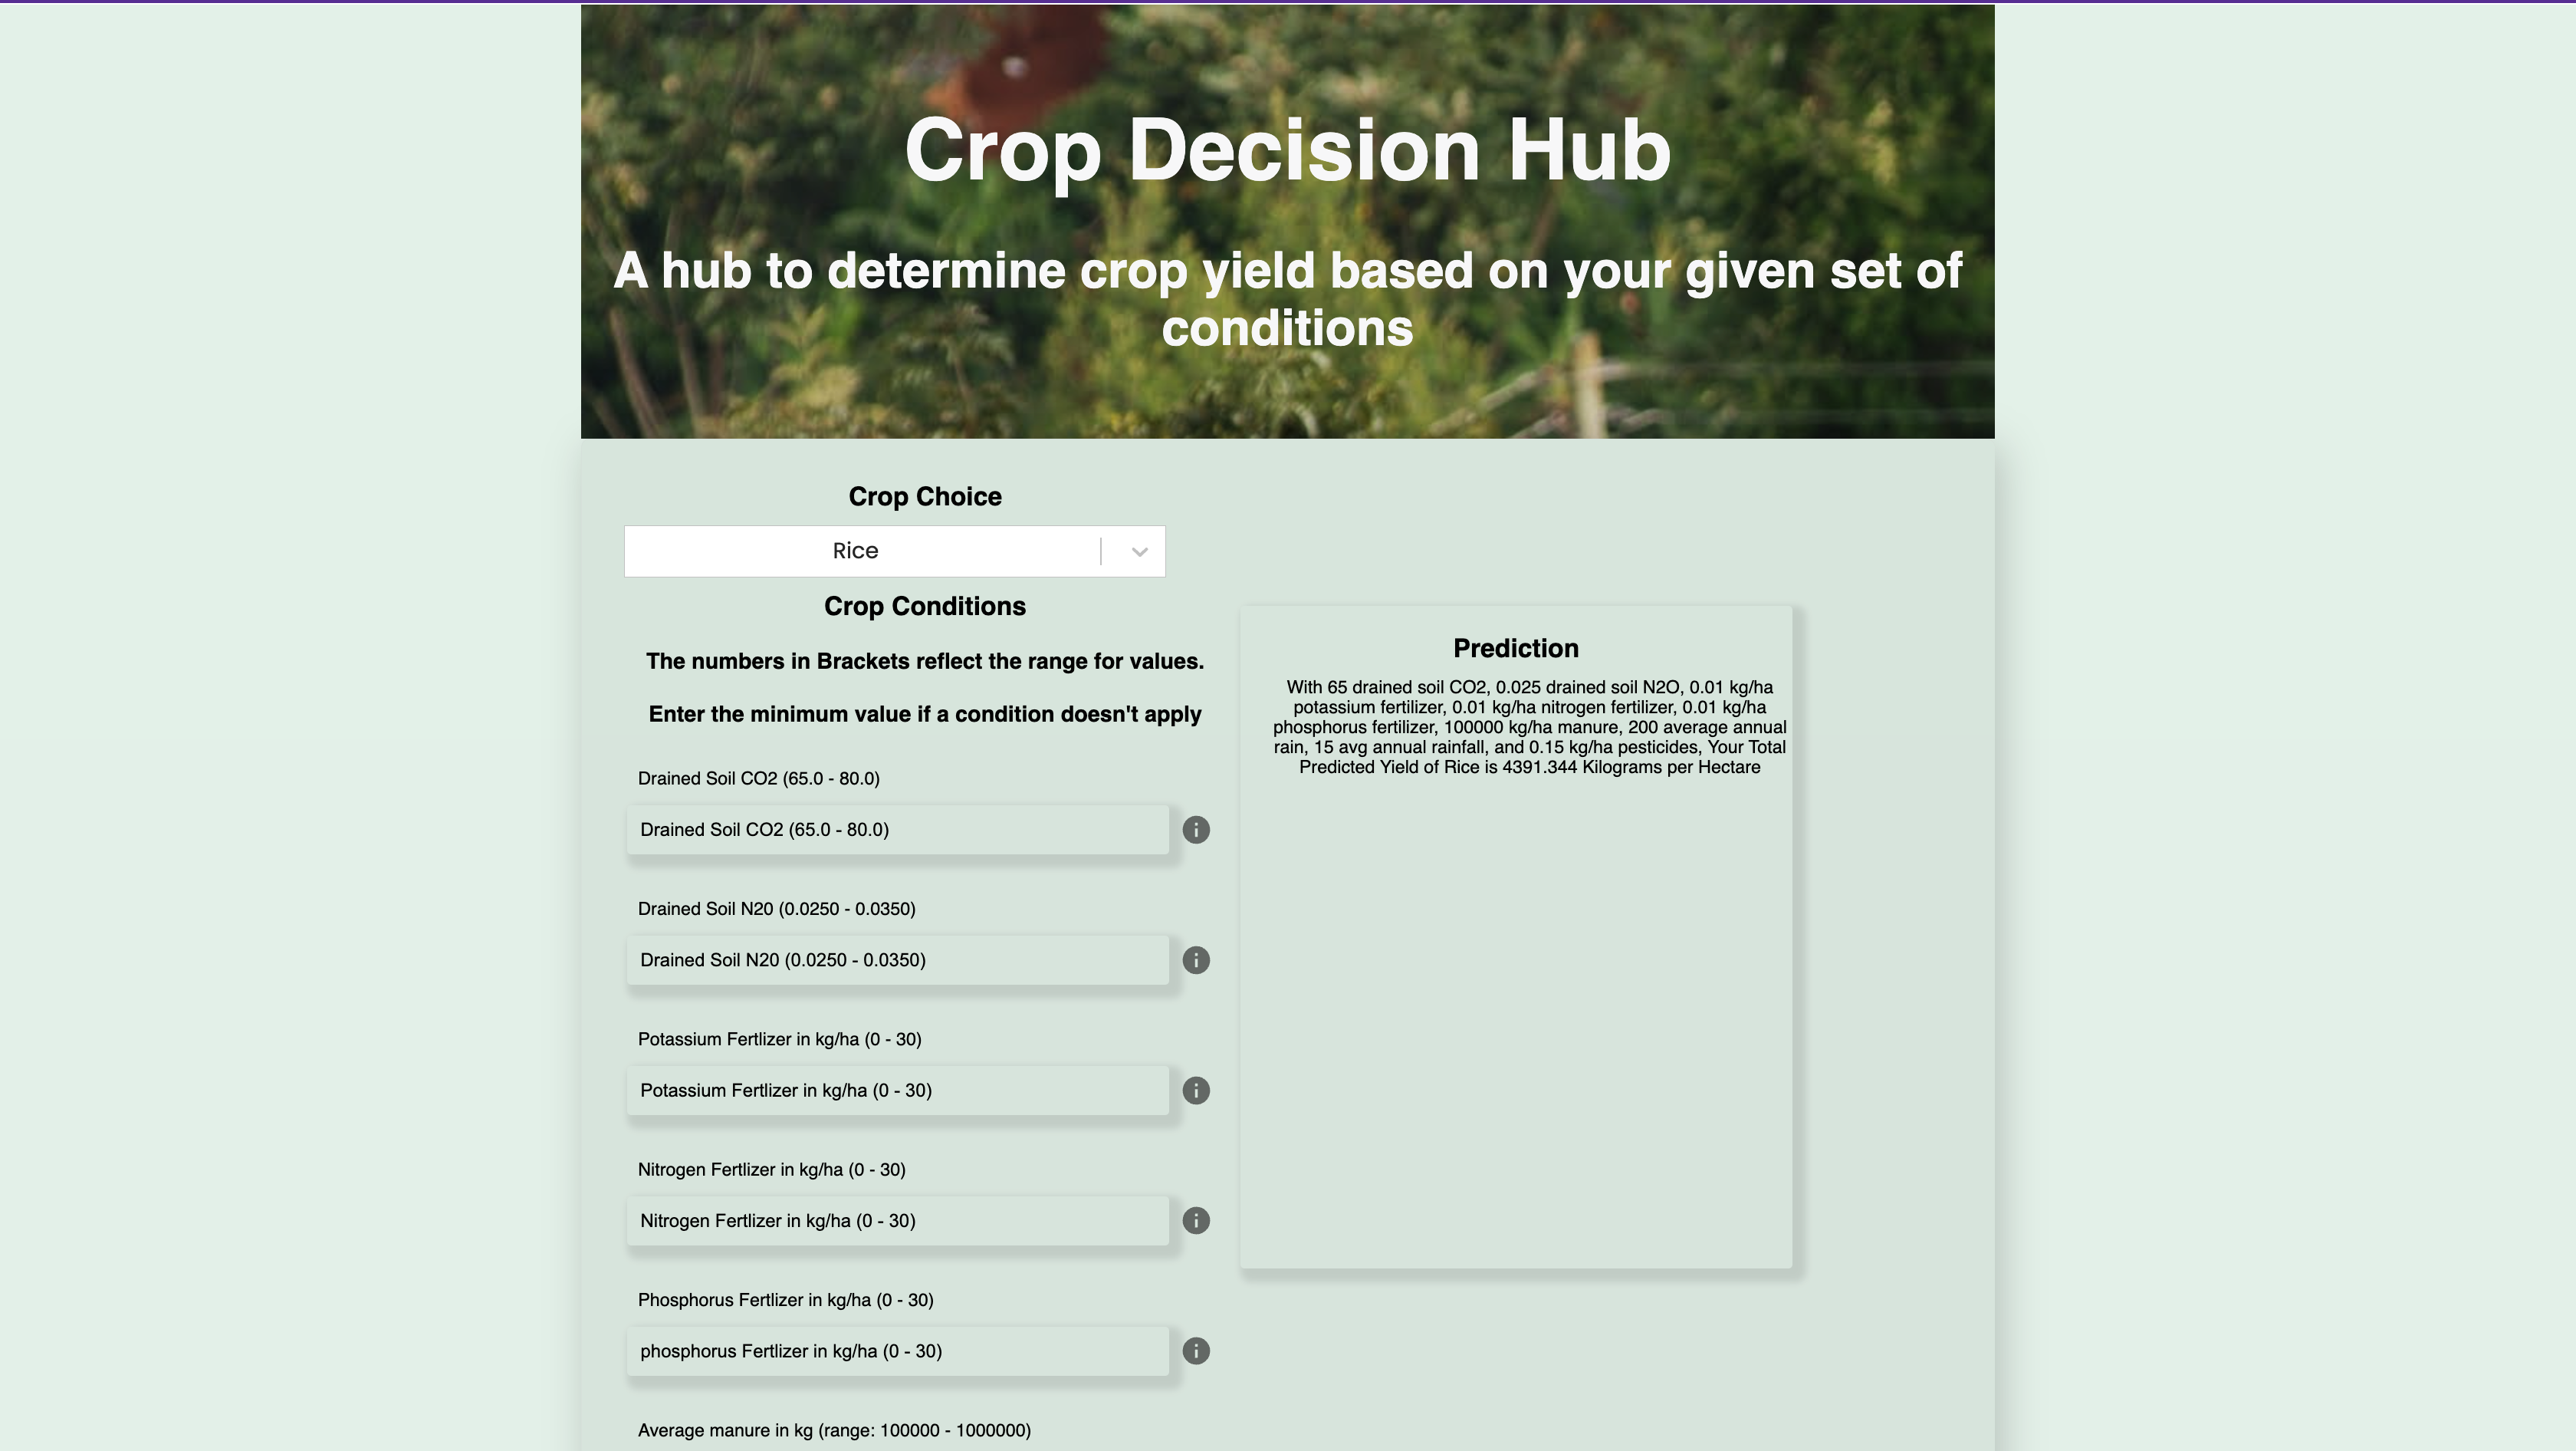 Crop Decision Hub
A hub to determine crop yield based on your given set of
conditions
Crop Choice
Rice
Crop Conditions
The numbers in Brackets reflect the range for values.
Enter the minimum value if a condition doesn't apply
Drained Soil CO2 (65.0 - 80.0)
Drained Soil CO2 (65.0 - 80.0)
Drained Soil N20 (0.0250 - 0.0350)
Drained Soil N20 (0.0250 - 0.0350)
Potassium Fertlizer in kg/ha (0 - 30)
Potassium Fertlizer in kg/ha (0 - 30)
Nitrogen Fertlizer in kg/ha (0 - 30)
Nitrogen Fertlizer in kg/ha (0 - 30)
Phosphorus Fertlizer in kg/ha (0 - 30)
phosphorus Fertlizer in kg/ha (0 - 30)
Average manure in kg (range: 100000 - 1000000)
Prediction
With 65 drained soil CO2, 0.025 drained soil N2O, 0.01 kg/ha
potassium fertilizer, 0.01 kg/ha nitrogen fertilizer, 0.01 kg/ha
phosphorus fertilizer, 100000 kg/ha manure, 200 average annual
rain, 15 avg annual rainfall, and 0.15 kg/ha pesticides, Your Total
Predicted Yield of Rice is 4391.344 Kilograms per Hectare